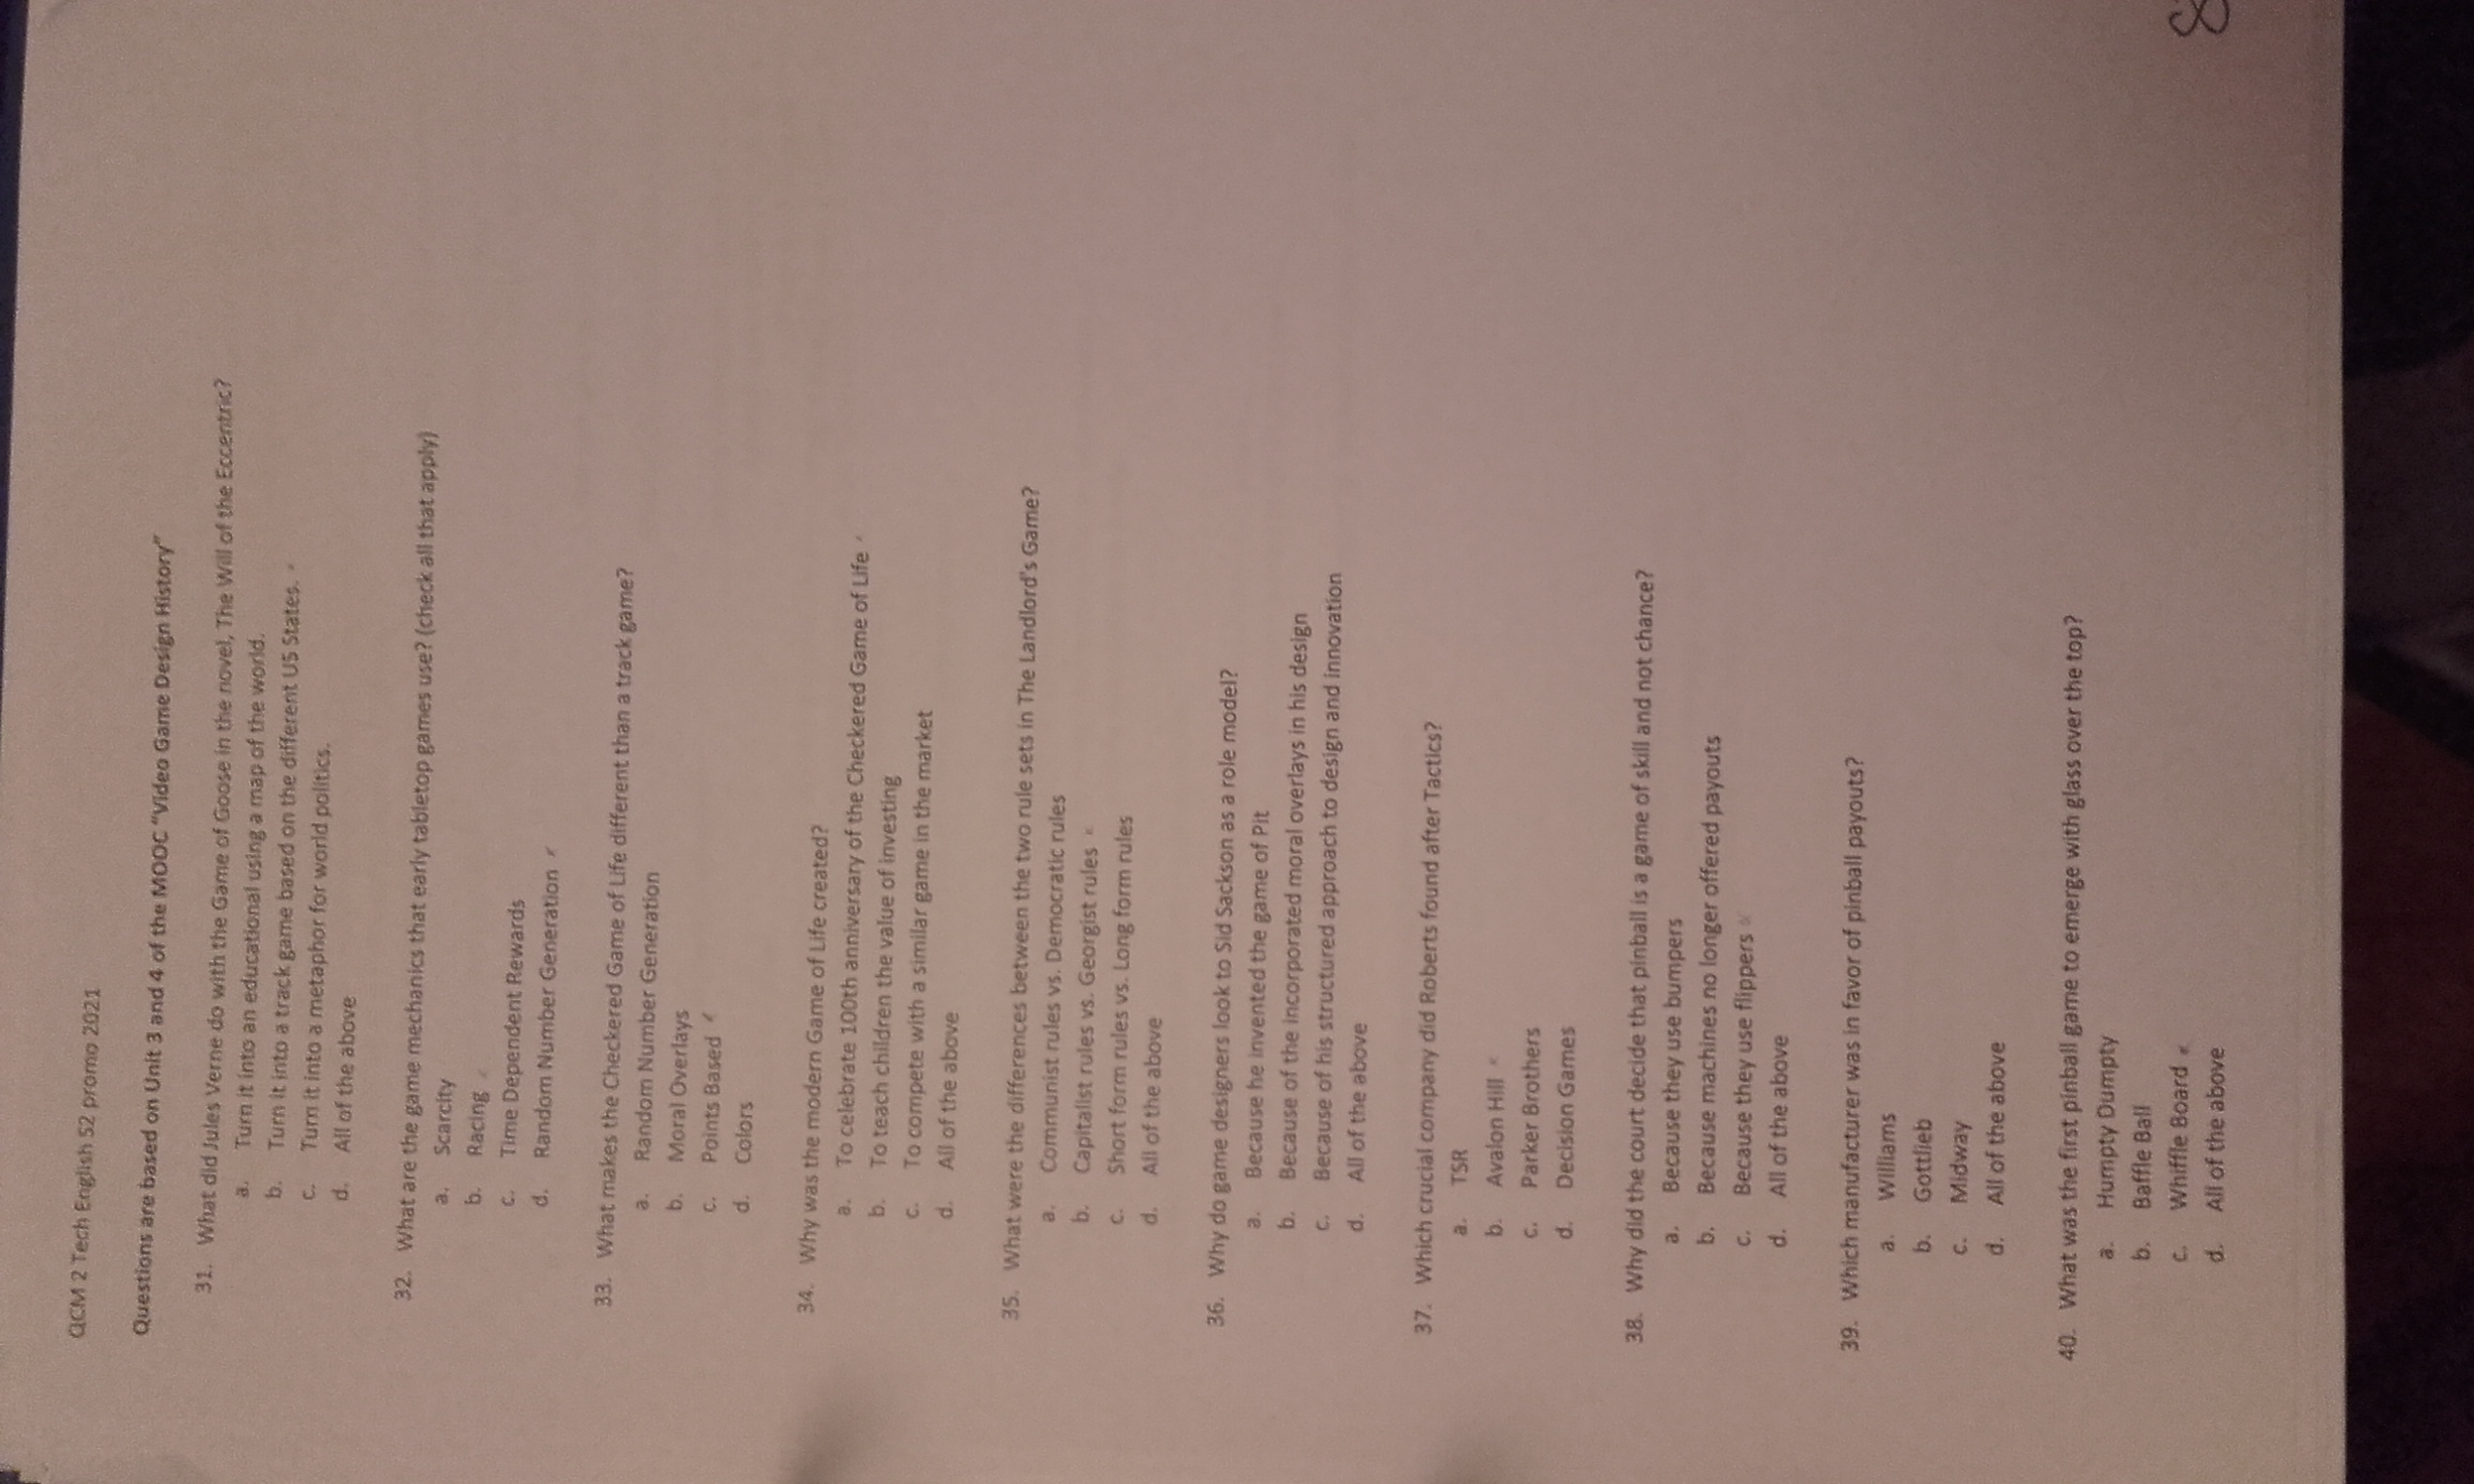 QCM 2 Tech English S2 promo 2021
Questions are based on Unit 3 and 4 of the MOOC "Video Game Design History"
31. What did Jules Verne do with the Game of Goose in the novel, The Will of the Eccentric?
a. Turn it into an educational using a map of the world.
b. Turn it into a track game based on the different US States.
c. Turn it into a metaphor for world politics.
d. All of the above
32. What are the game mechanics that early tabletop games use? (check all that apply)
a. Scarcity
b. Racing
c. Time Dependent Rewards
d. Random Number Generation
33. What makes the Checkered Game of Life different than a track game?
a. Random Number Generation
b. Moral Overlays
c. Points Based
d. Colors
34. Why was the modern Game of Life created?
a. To celebrate 100th anniversary of the Checkered Game of Life
b. To teach children the value of investing
c. To compete with a similar game in the market
d. All of the above
35. What were the differences between the two rule sets in The Landlord's Game?
a. Communist rules vs. Democratic rules
b. Capitalist rules vs. Georgist rules
c. Short form rules vs. Long form rules
d. All of the above
36. Why do game designers look to Sid Sackson as a role model?
a. Because he invented the game of Pit
b. Because of the incorporated moral overlays in his design
c. Because of his structured approach to design and innovation
d. All of the above
37. Which crucial company did Roberts found after Tactics?
a. TSR
b. Avalon Hill
c. Parker Brothers
d. Decision Games
38. Why did the court decide that pinball is a game of skill and not chance?
a. Because they use bumpers
b. Because machines no longer offered payouts
c. Because they use flippers
d. All of the above
39. Which manufacturer was in favor of pinball payouts?
a. Williams
b. Gottlieb
c. Midway
d. All of the above
40. What was the first pinball game to emerge with glass over the top?
a. Humpty Dumpty
b. Baffle Ball
c. Whiffle Board
d. All of the above
8